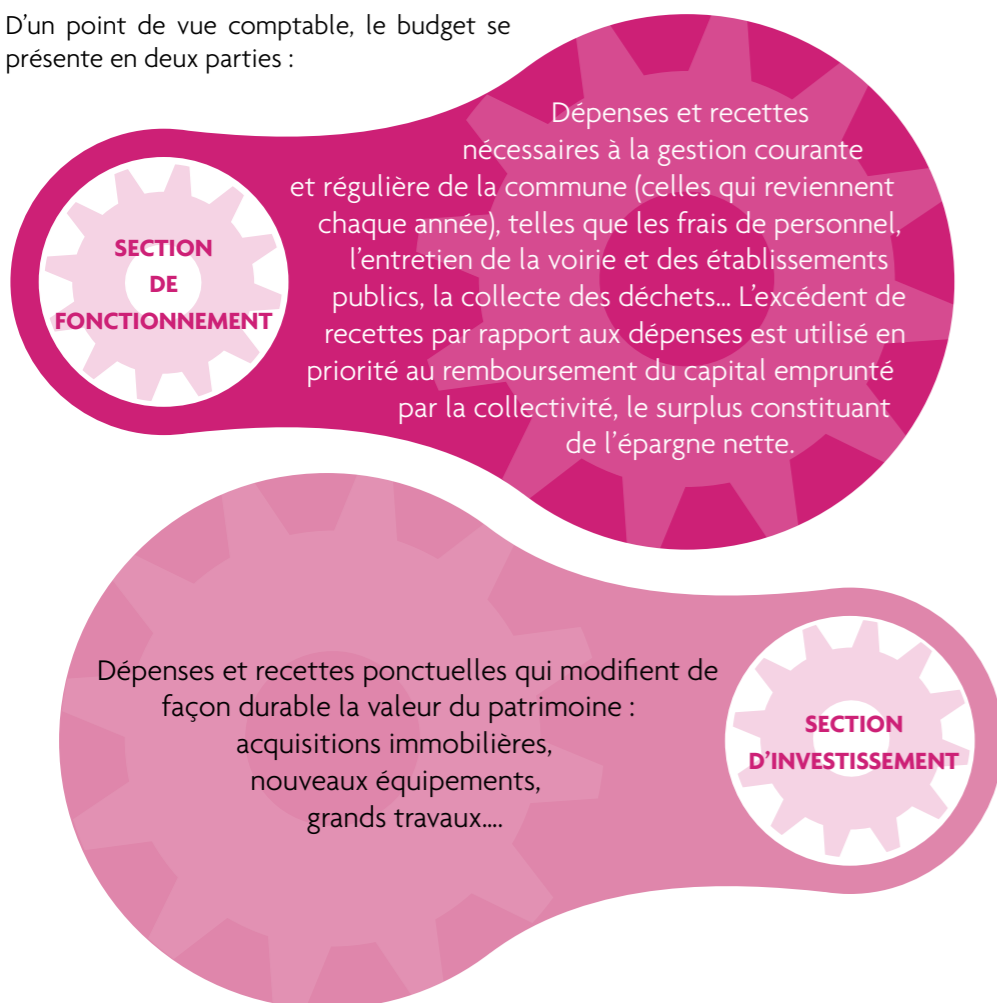 D'un point de vue comptable, le budget se
présente en deux parties :
SECTION
DE
FONCTIONNEMENT
Dépenses et recettes
nécessaires à la gestion courante
et régulière de la commune (celles qui reviennent
chaque année), telles que les frais de personnel,
l'entretien de la voirie et des établissements
publics, la collecte des déchets... L'excédent de
recettes par rapport aux dépenses est utilisé en
priorité au remboursement du capital emprunté
par la collectivité, le surplus constituant
de l'épargne nette.
Dépenses et recettes ponctuelles qui modifient de
façon durable la valeur du patrimoine :
acquisitions immobilières,
nouveaux équipements,
grands travaux....
SECTION
D'INVESTISSEMENT